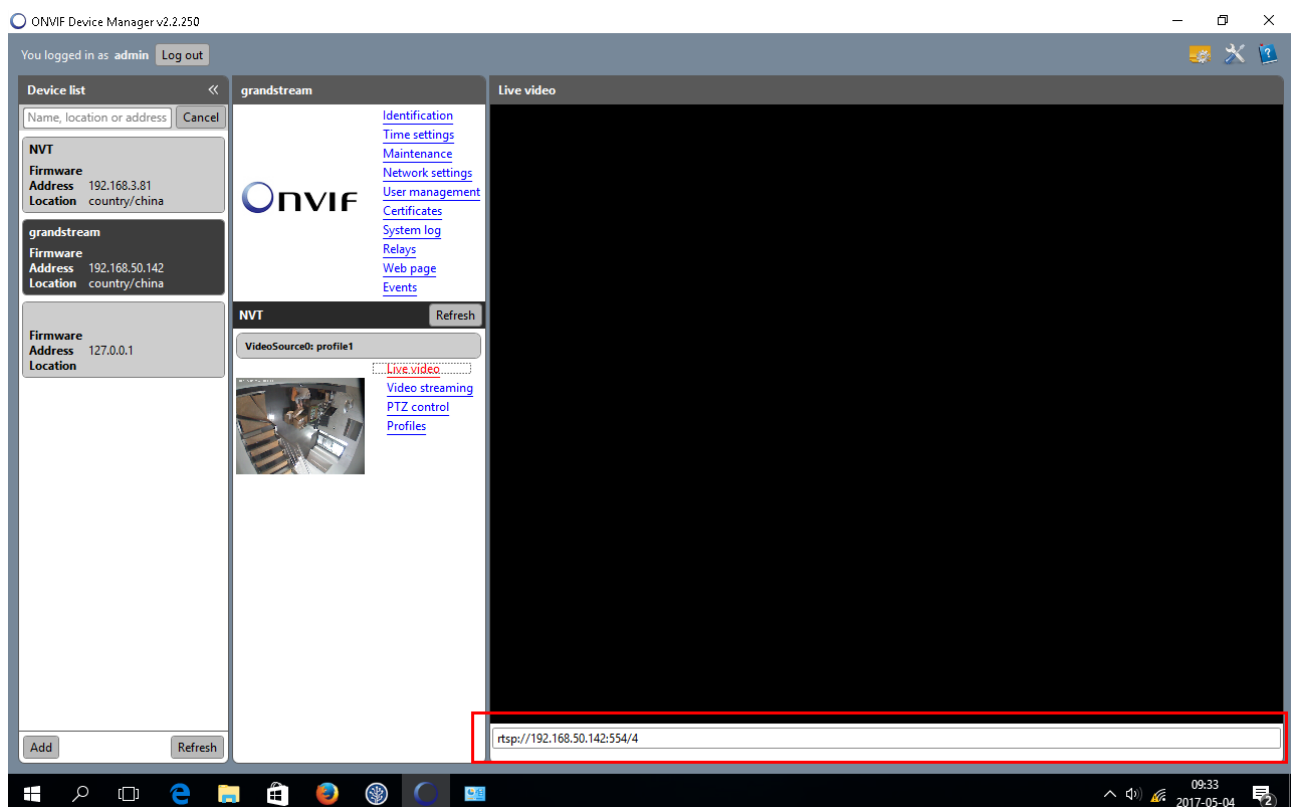 ONVIF Device Manager v2.2.250
You logged in as admin Log out
Device list «
Name, location or address Cancel
NVT
Firmware
Address 192.168.3.81
Location country/china
grandstream
Firmware
Address 192.168.50.142
Location country/china
Firmware
Address 127.0.0.1
Location
Add Refresh
grandstream
ONVIF
Identification
Time settings
Maintenance
Network settings
User management
Certificates
System log
Relays
Web page
Events
NVT Refresh
VideoSource0: profile1
Live video
Video streaming
PTZ control
Profiles
Live video
rtsp://192.168.50.142:554/4
09:33
2017-05-04
2